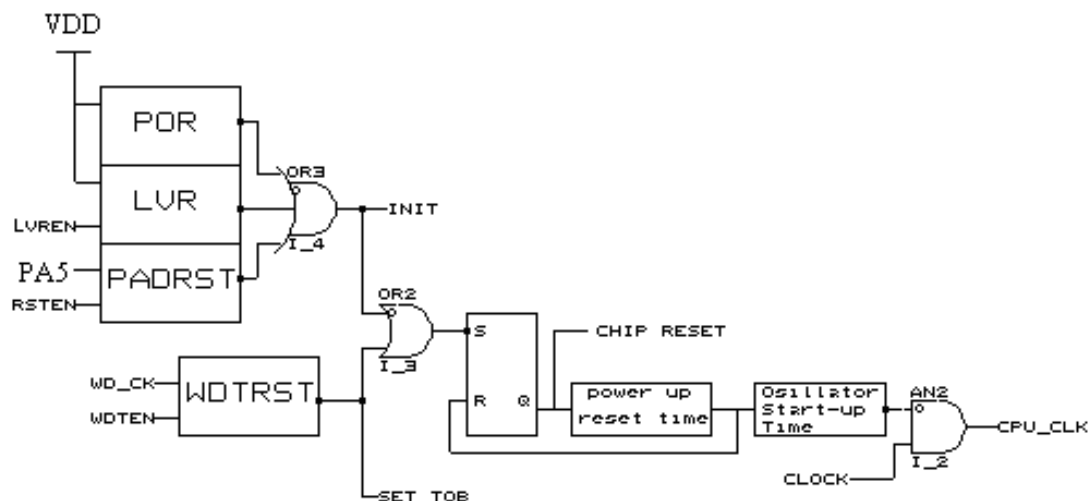 VDD
POR
OR3
LVR
INIT
LVREN
I_4
PA5
PADRST
RSTEN
OR2
S
CHIP RESET
I_3
WD_CK
WDTRST
WDTEN
R
Q
power up
reset time
Osillator
Start-up
Time
AN2
CPU_CLK
CLOCK
I_2
SET TOB